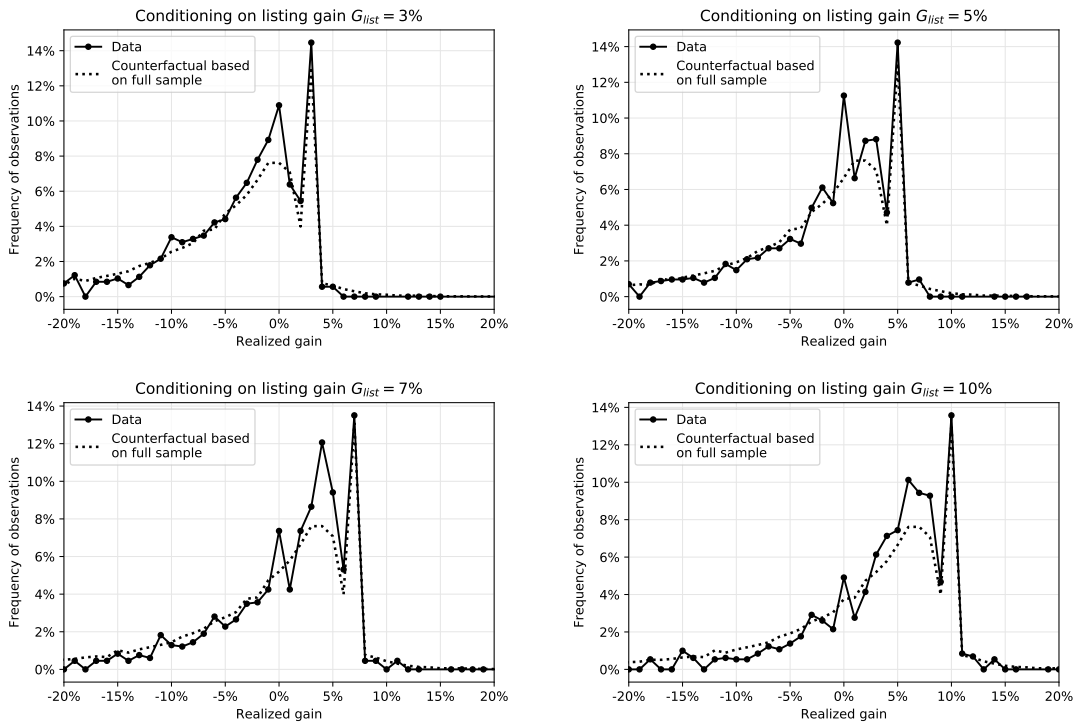 Conditioning on listing gain G_list = 3%
Data
Counterfactual based
on full sample
14%
12%
10%
8%
6%
4%
2%
0%
Frequency of observations
-20% -15% -10% -5% 0% 5% 10% 15% 20%
Realized gain
Conditioning on listing gain G_list = 5%
Data
Counterfactual based
on full sample
14%
12%
10%
8%
6%
4%
2%
0%
Frequency of observations
-20% -15% -10% -5% 0% 5% 10% 15% 20%
Realized gain
Conditioning on listing gain G_list = 7%
Data
Counterfactual based
on full sample
14%
12%
10%
8%
6%
4%
2%
0%
Frequency of observations
-20% -15% -10% -5% 0% 5% 10% 15% 20%
Realized gain
Conditioning on listing gain G_list = 10%
Data
Counterfactual based
on full sample
14%
12%
10%
8%
6%
4%
2%
0%
Frequency of observations
-20% -15% -10% -5% 0% 5% 10% 15% 20%
Realized gain